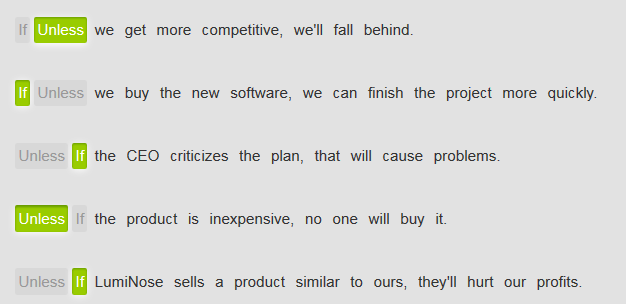 If Unless we get more competitive, we'll fall behind.
If Unless we buy the new software, we can finish the project more quickly.
Unless If the CEO criticizes the plan, that will cause problems.
Unless If the product is inexpensive, no one will buy it.
Unless If LumiNose sells a product similar to ours, they'll hurt our profits.